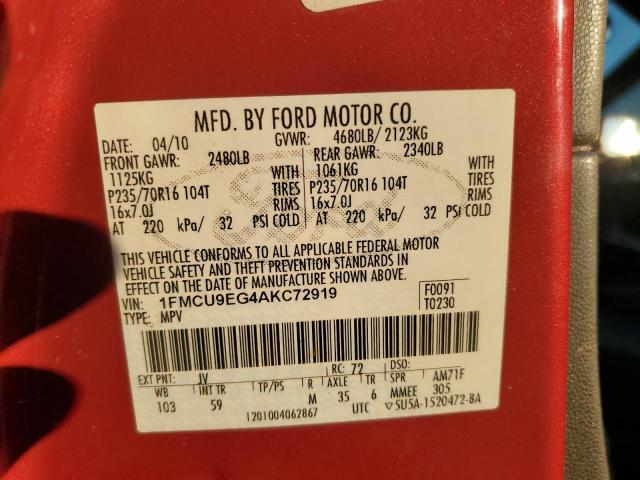 MFD. BY FORD MOTOR CO.
DATE: 04/10 GVWR: 4680LB/ 2123KG
FRONT GAWR: 2480LB REAR GAWR: 2340LB
1125KG WITH 1061KG WITH
P235/70R16 104T TIRES P235/70R16 104T TIRES
16x7.0J RIMS 16x7.0J RIMS
AT 220 kPa/ 32 PSI COLD AT 220 kPa/ 32 PSI COLD
THIS VEHICLE CONFORMS TO ALL APPLICABLE FEDERAL MOTOR
VEHICLE SAFETY AND THEFT PREVENTION STANDARDS IN
EFFECT ON THE DATE OF MANUFACTURE SHOWN ABOVE.
VIN: 1FMCU9EG4AKC72919 F0091
TYPE: MPV T0230
EXT PNT: JV RC: 72 DSO:
WB INT TR TP/PS R AXLE TR SPR AM71F
103 59 M 35 6 MMEE 305
1201004062867 UTC ▽5U5A-1520472-BA